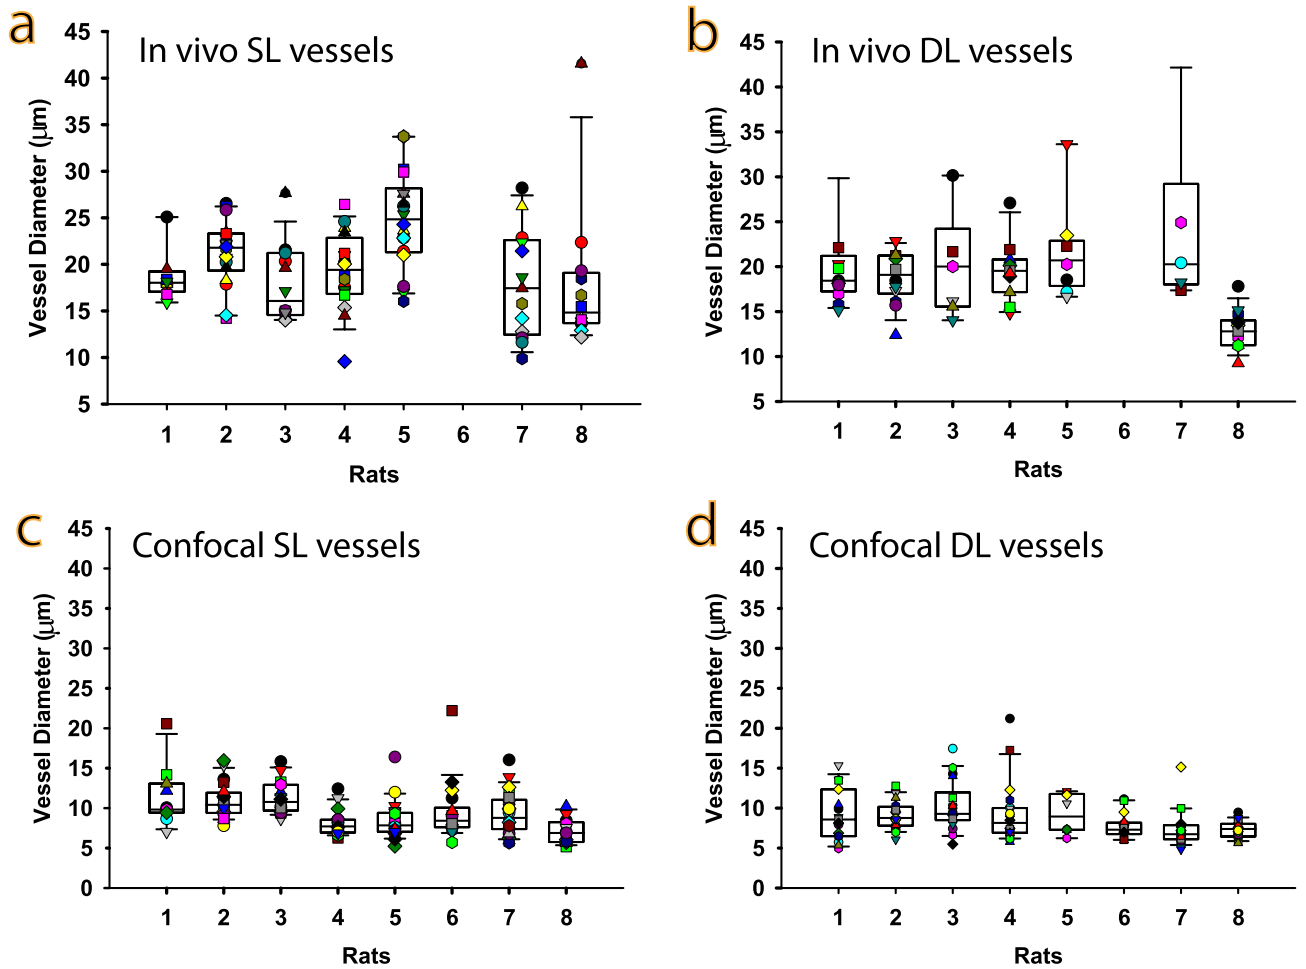 a
In vivo SL vessels
Vessel Diameter (μm)
45
40
35
30
25
20
15
10
5
1 2 3 4 5 6 7 8
Rats
b
In vivo DL vessels
Vessel Diameter (μm)
45
40
35
30
25
20
15
10
5
1 2 3 4 5 6 7 8
Rats
c
Confocal SL vessels
Vessel Diameter (μm)
45
40
35
30
25
20
15
10
5
0
1 2 3 4 5 6 7 8
Rats
d
Confocal DL vessels
Vessel Diameter (μm)
45
40
35
30
25
20
15
10
5
0
1 2 3 4 5 6 7 8
Rats